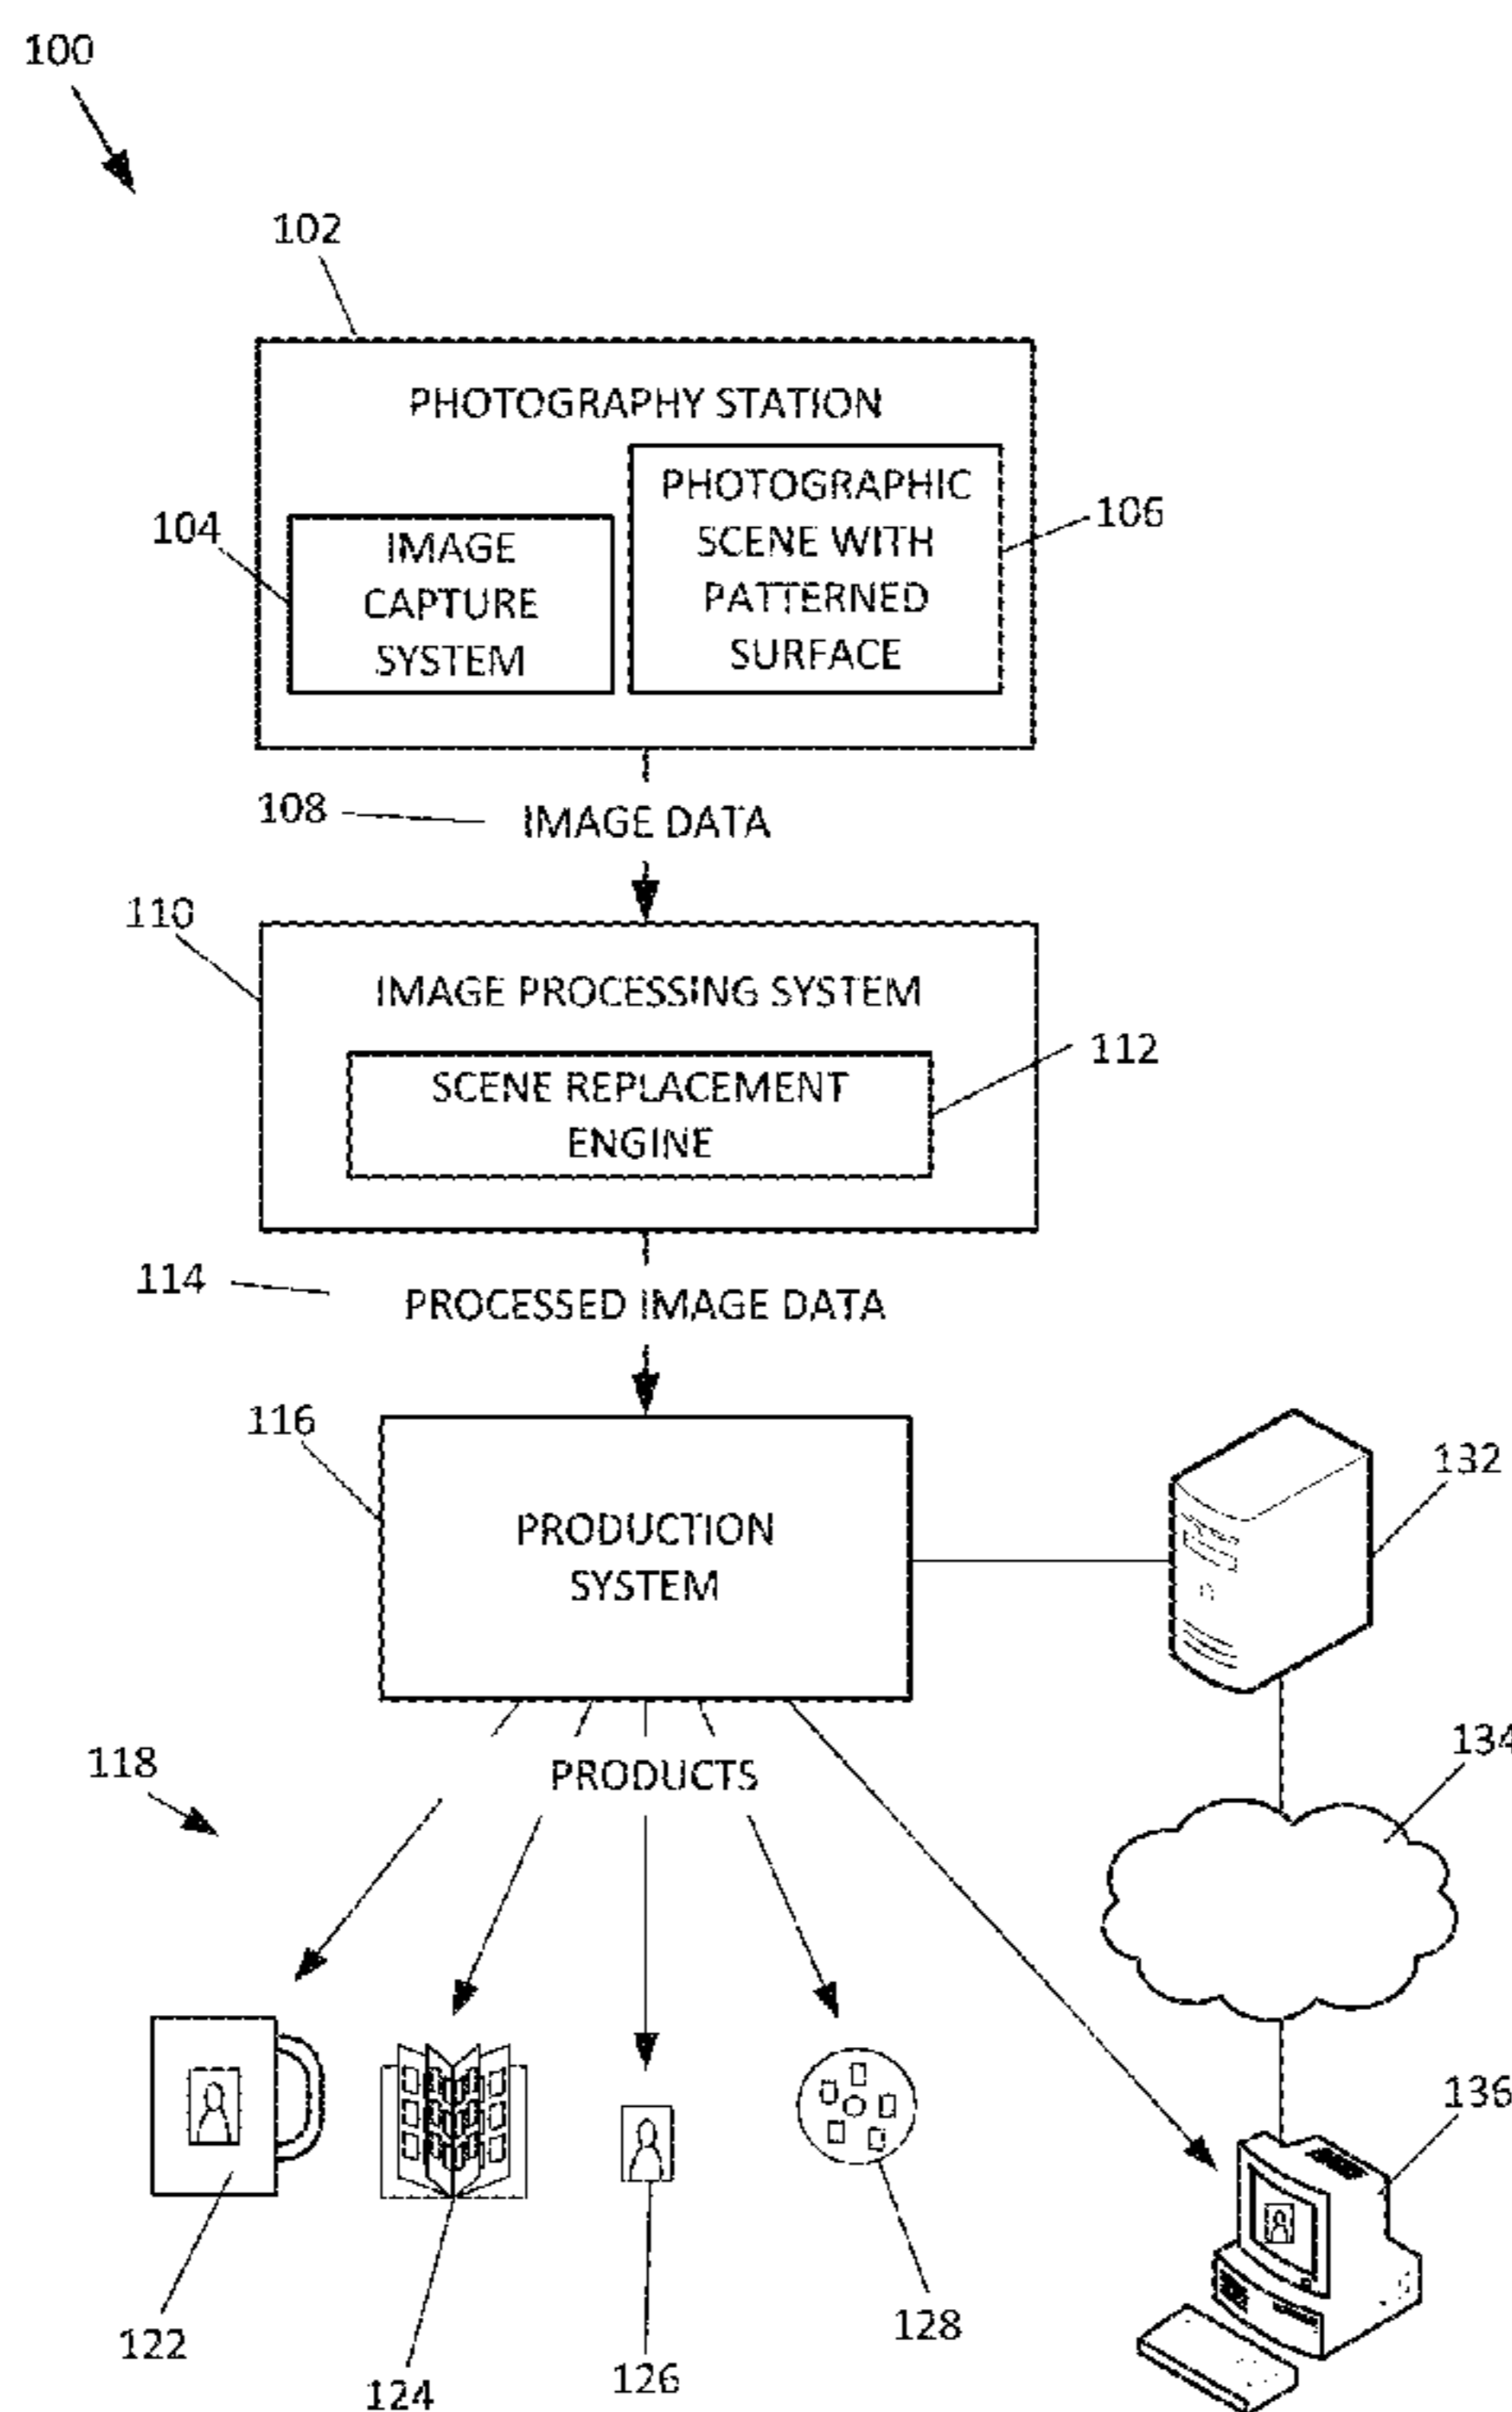 100
102
PHOTOGRAPHY STATION
PHOTOGRAPHIC
SCENE WITH
PATTERNED
SURFACE
106
104
IMAGE
CAPTURE
SYSTEM
108
IMAGE DATA
110
IMAGE PROCESSING SYSTEM
112
SCENE REPLACEMENT
ENGINE
114
PROCESSED IMAGE DATA
116
PRODUCTION
SYSTEM
132
134
118
PRODUCTS
136
122
124
126
128